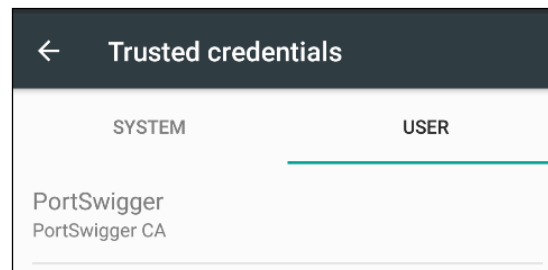 Trusted credentials
SYSTEM USER
PortSwigger
PortSwigger CA